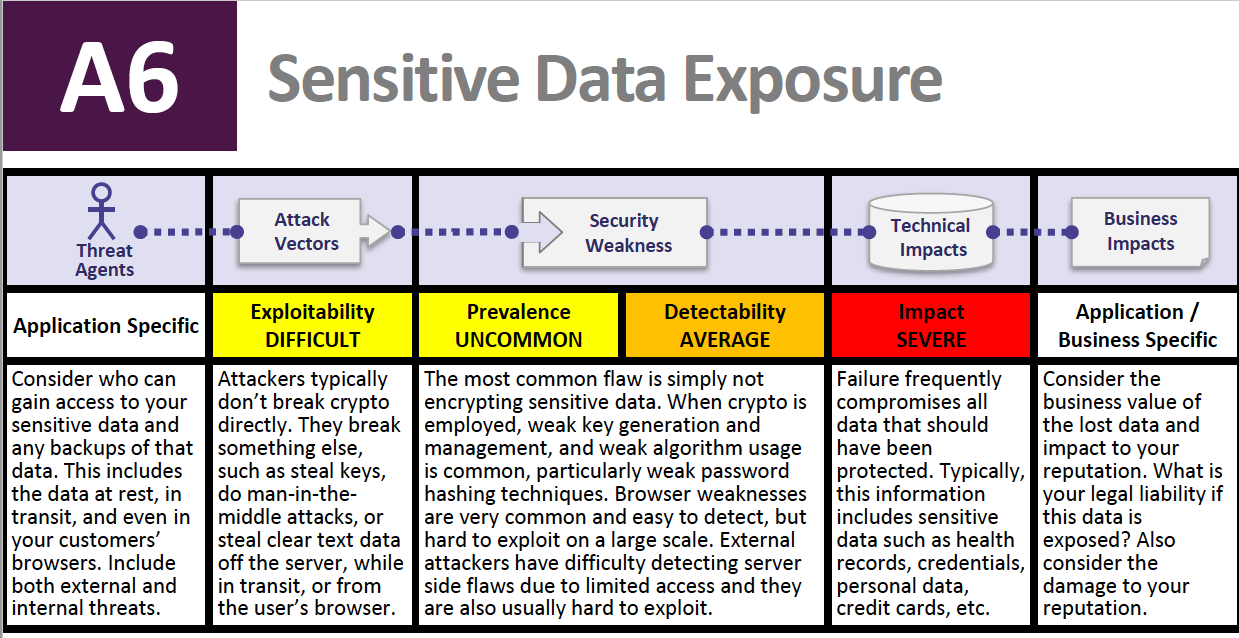 A6
Sensitive Data Exposure
Threat
Agents
Attack
Vectors
Security
Weakness
Technical
Impacts
Business
Impacts
Application Specific
Exploitability
DIFFICULT
Prevalence
UNCOMMON
Detectability
AVERAGE
Impact
SEVERE
Application /
Business Specific
Consider who can
gain access to your
sensitive data and
any backups of that
data. This includes
the data at rest, in
transit, and even in
your customers’
browsers. Include
both external and
internal threats.
Attackers typically
don’t break crypto
directly. They break
something else,
such as steal keys,
do man-in-the-
middle attacks, or
steal clear text data
off the server, while
in transit, or from
the user’s browser.
The most common flaw is simply not
encrypting sensitive data. When crypto is
employed, weak key generation and
management, and weak algorithm usage
is common, particularly weak password
hashing techniques. Browser weaknesses
are very common and easy to detect, but
hard to exploit on a large scale. External
attackers have difficulty detecting server
side flaws due to limited access and they
are also usually hard to exploit.
Failure frequently
compromises all
data that should
have been
protected. Typically,
this information
includes sensitive
data such as health
records, credentials,
personal data,
credit cards, etc.
Consider the
business value of
the lost data and
impact to your
reputation. What is
your legal liability if
this data is
exposed? Also
consider the
damage to your
reputation.